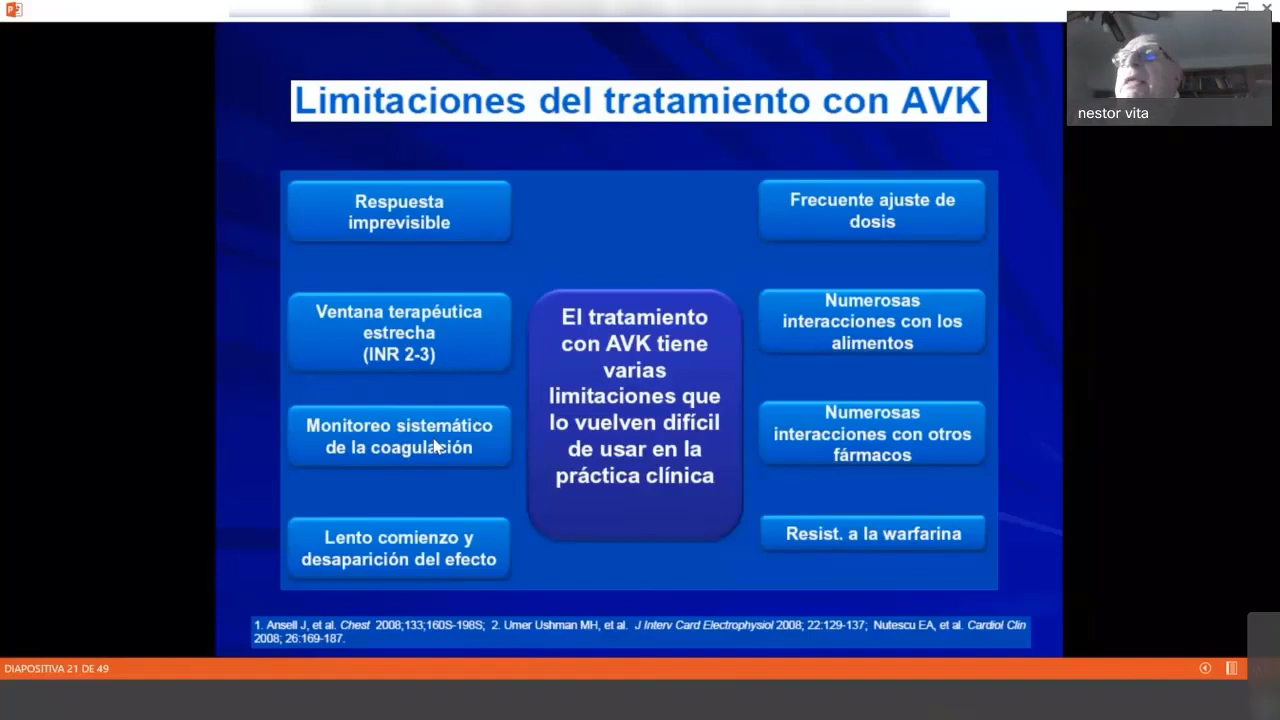 nestor vita
Limitaciones del tratamiento con AVK
Respuesta
imprevisible
Ventana terapéutica
estrecha
(INR 2-3)
Monitoreo sistemático
de la coagulación
Lento comienzo y
desaparición del efecto
El tratamiento
con AVK tiene
varias
limitaciones que
lo vuelven difícil
de usar en la
práctica clínica
Frecuente ajuste de
dosis
Numerosas
interacciones con los
alimentos
Numerosas
interacciones con otros
fármacos
Resist. a la warfarina
1. Ansell J, et al. Chest 2008;133;160S-198S; 2. Umer Ushman MH, et al. J Interv Card Electrophysiol 2008; 22:129-137; Nutescu EA, et al. Cardiol Clin
2008; 26:169-187.
DIAPOSITIVA 21 DE 49